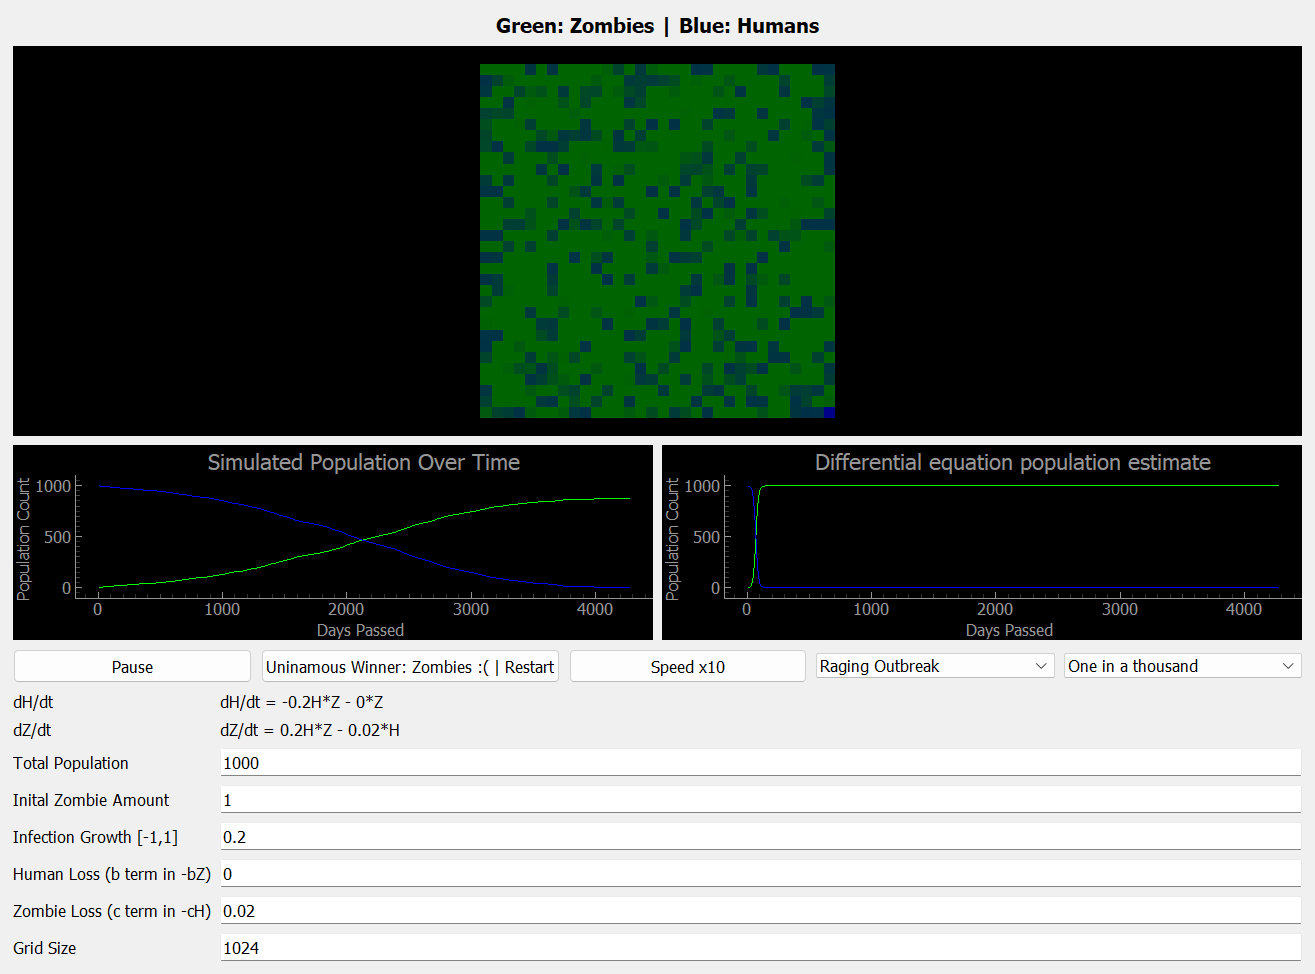 Green: Zombies | Blue: Humans
Simulated Population Over Time
Population Count
1000
500
0
0 1000 2000 3000 4000
Days Passed
Differential equation population estimate
Population Count
1000
500
0
0 1000 2000 3000 4000
Days Passed
Pause
Uninamous Winner: Zombies :( | Restart
Speed x10
Raging Outbreak
One in a thousand
dH/dt dH/dt = -0.2H*Z - 0*Z
dZ/dt dZ/dt = 0.2H*Z - 0.02*H
Total Population 1000
Inital Zombie Amount 1
Infection Growth [-1,1] 0.2
Human Loss (b term in -bZ) 0
Zombie Loss (c term in -cH) 0.02
Grid Size 1024